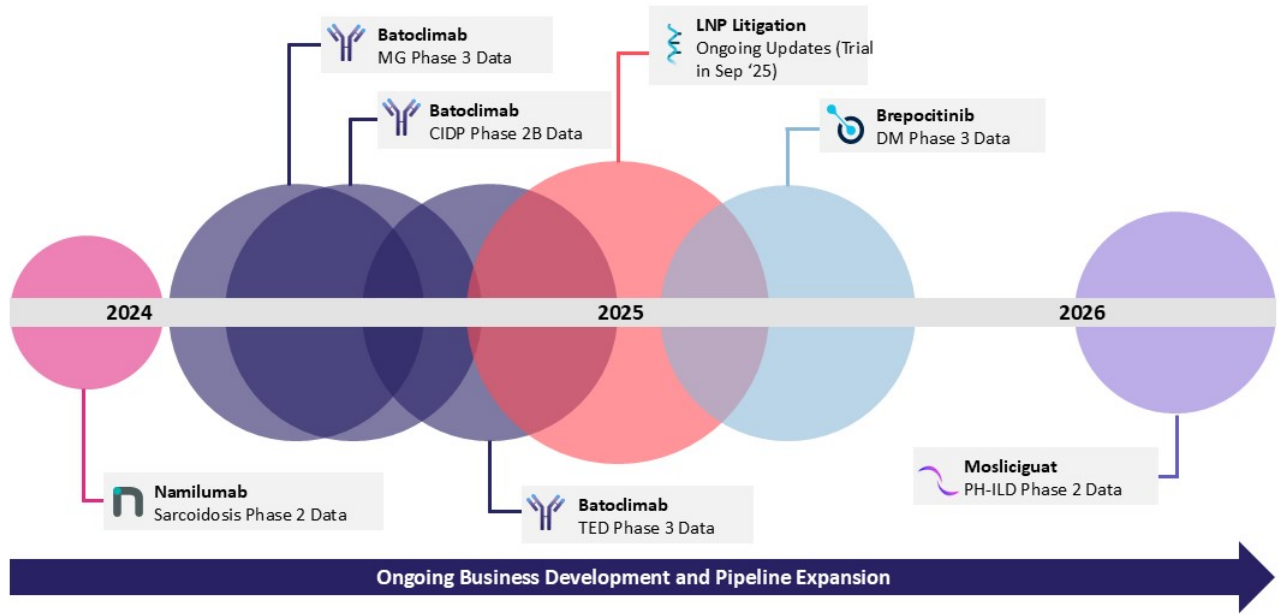 Batoclimab
MG Phase 3 Data
Batoclimab
CIDP Phase 2B Data
LNP Litigation
Ongoing Updates (Trial
in Sep ‘25)
Brepocitinib
DM Phase 3 Data
2024
2025
2026
Namilumab
Sarcoidosis Phase 2 Data
Batoclimab
TED Phase 3 Data
Mosliciguat
PH-ILD Phase 2 Data
Ongoing Business Development and Pipeline Expansion